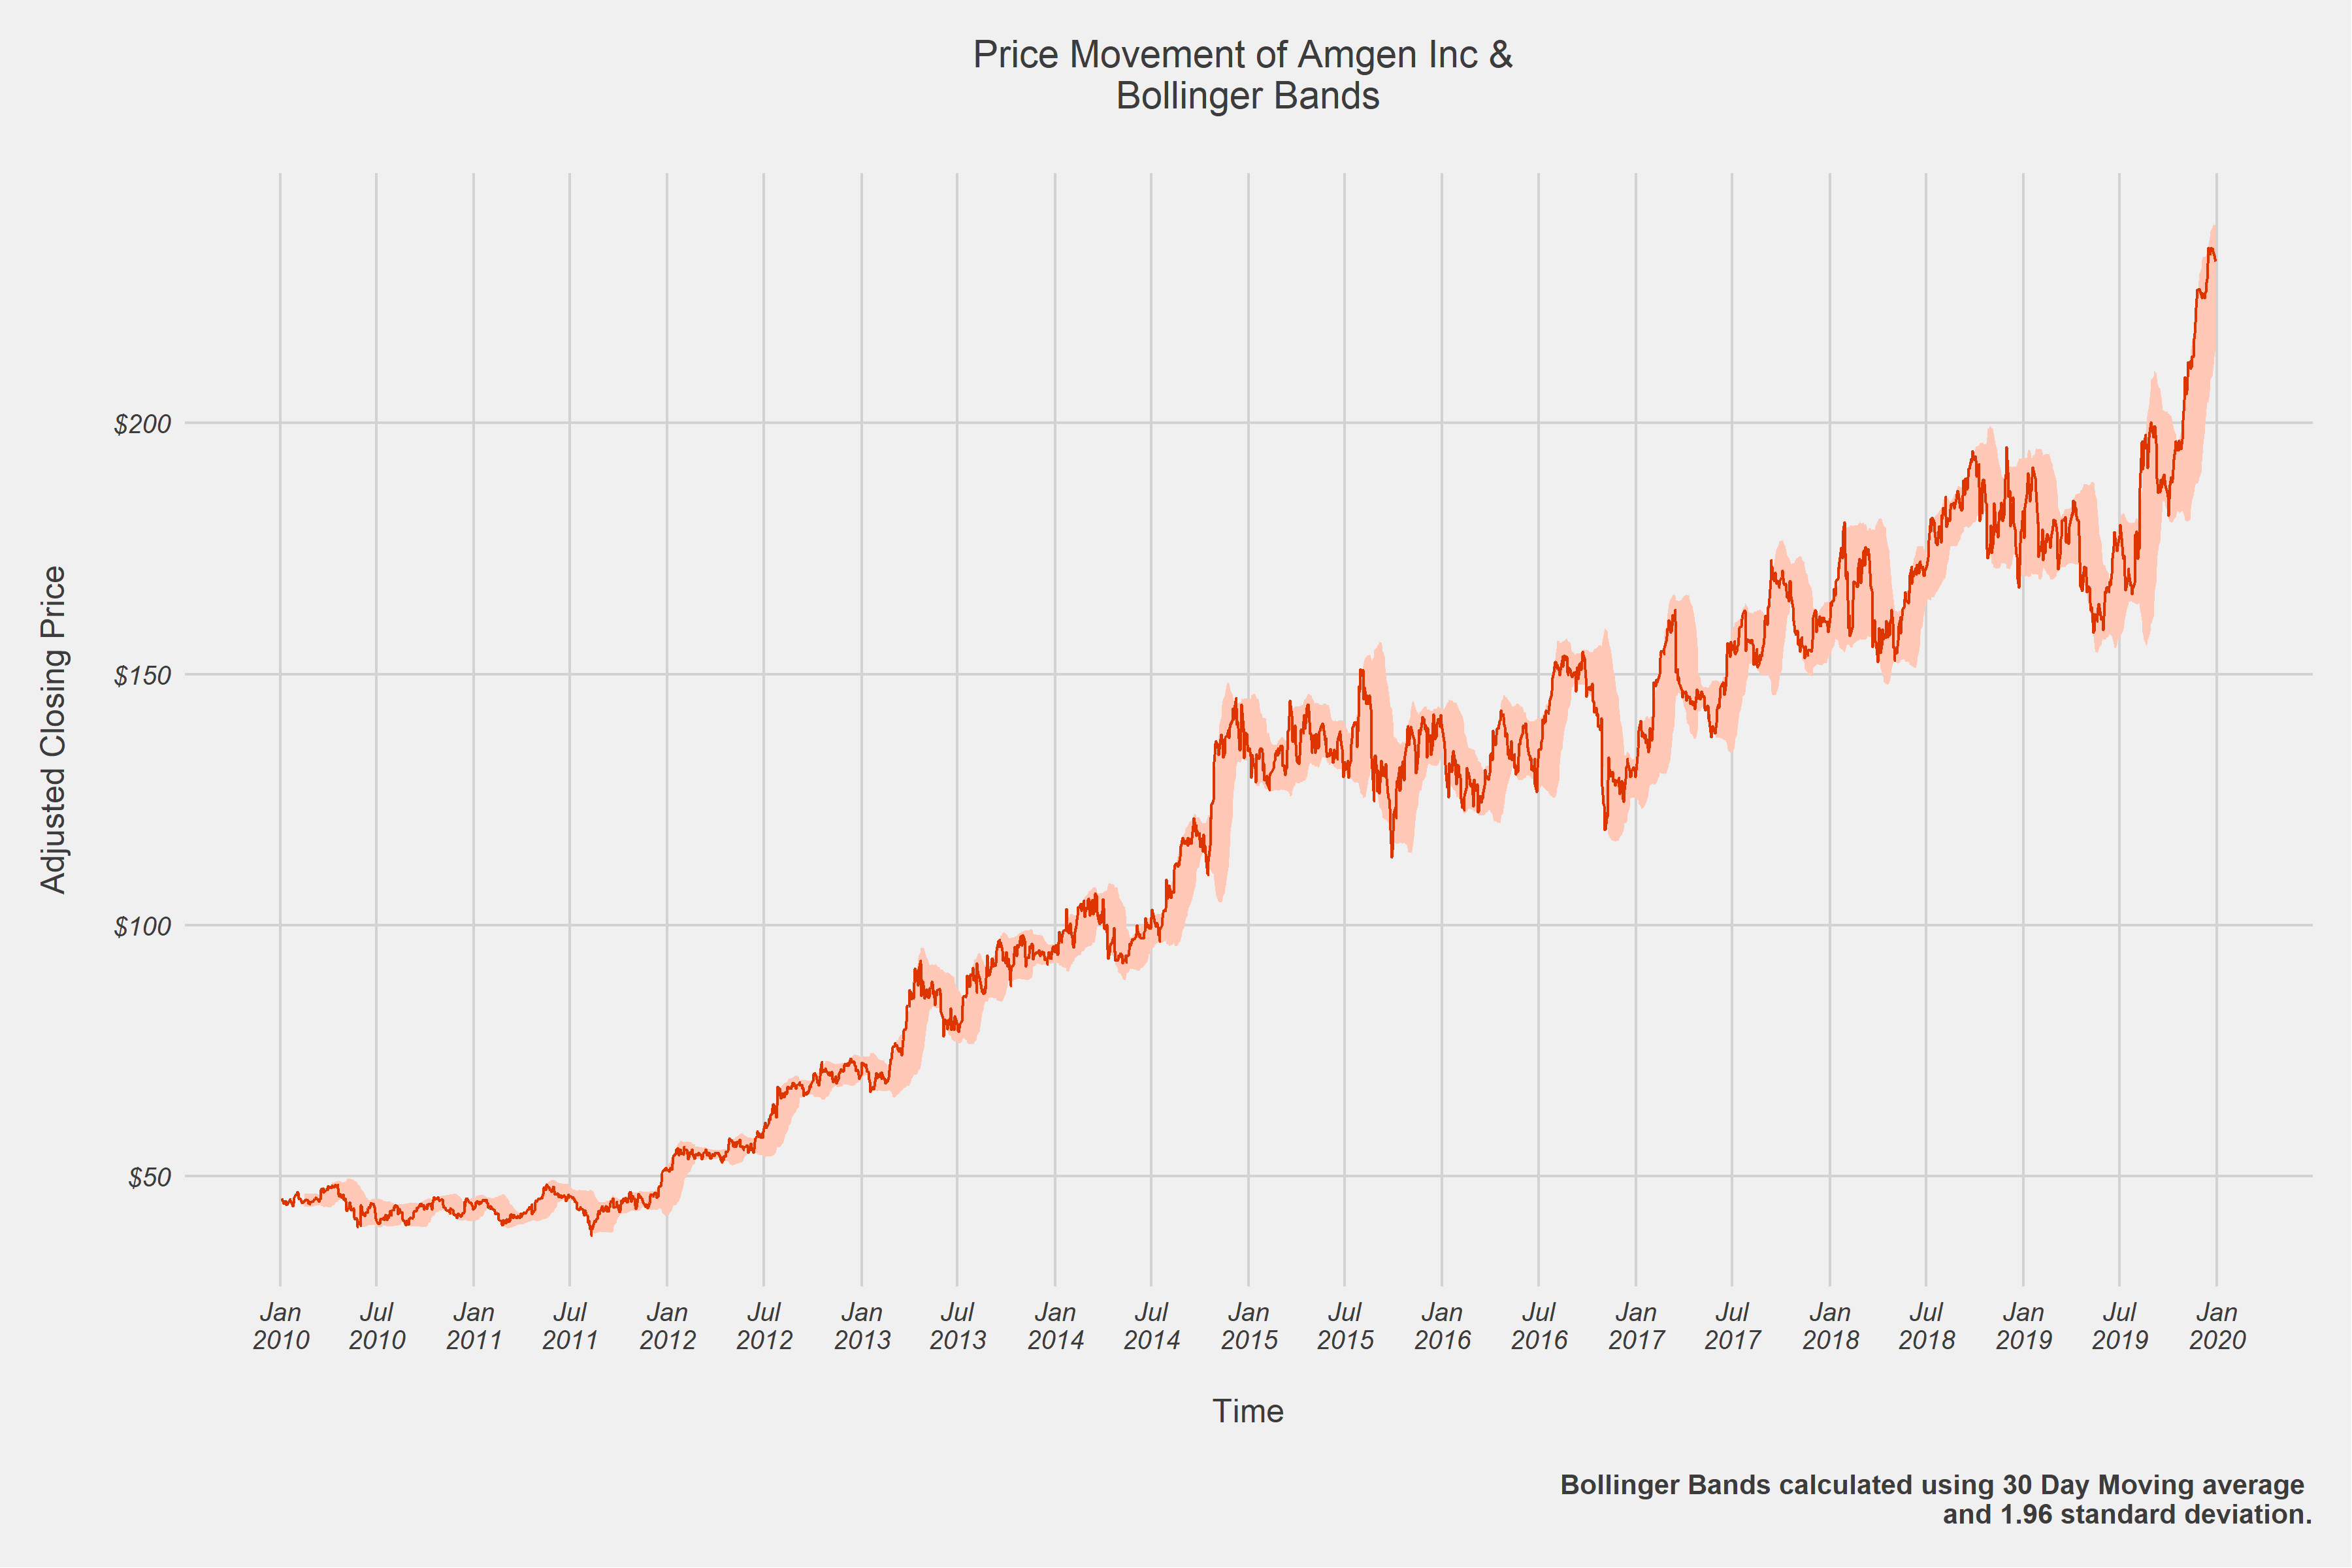 Price Movement of Amgen Inc &
Bollinger Bands
Adjusted Closing Price
$200
$150
$100
$50
Jan Jul Jan Jul Jan Jul Jan Jul Jan Jul Jan Jul Jan Jul Jan Jul Jan Jul Jan Jul Jan
2010 2010 2011 2011 2012 2012 2013 2013 2014 2014 2015 2015 2016 2016 2017 2017 2018 2018 2019 2019 2020
Time
Bollinger Bands calculated using 30 Day Moving average
and 1.96 standard deviation.